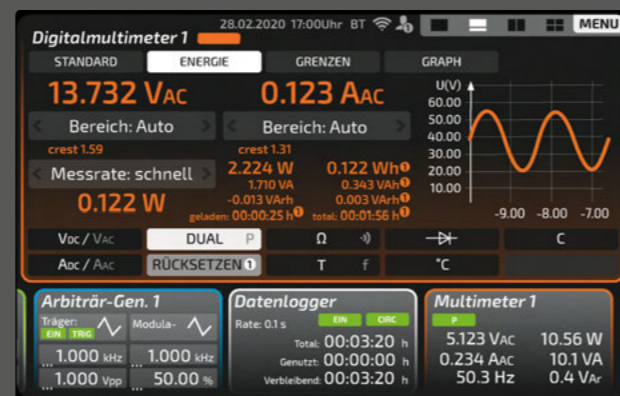 28.02.2020 17:00Uhr BT
MENU
Digitalmultimeter 1
STANDARD ENERGIE GRENZEN GRAPH
13.732 VAC 0.123 AAC
< Bereich: Auto > < Bereich: Auto >
crest 1.59 crest 1.31
< Messrate: schnell >
0.122 W
2.224 W 0.122 Wh1
1.710 VA 0.343 VAh1
-0.013 VArh 0.003 VArh1
geladen: 00:00:25 h1 total: 00:01:56 h1
U(V)
60.00
50.00
40.00
30.00
20.00
10.00
-9.00 -8.00 -7.00
VDC / VAC DUAL P Ω C
ADC / AAC RÜCKSETZEN 1 T f °C
Arbiträr-Gen. 1
Träger: Modula-
EIN TRIG
... 1.000 kHz ... 1.000 kHz
... 1.000 Vpp ... 50.00 %
Datenlogger
Rate: 0.1 s EIN CIRC
Total: 00:03:20 h
Genutzt: 00:00:00 h
Verbleibend: 00:03:20 h
Multimeter 1
P
5.123 VAC 10.56 W
0.234 AAC 10.1 VA
50.3 Hz 0.4 VAr